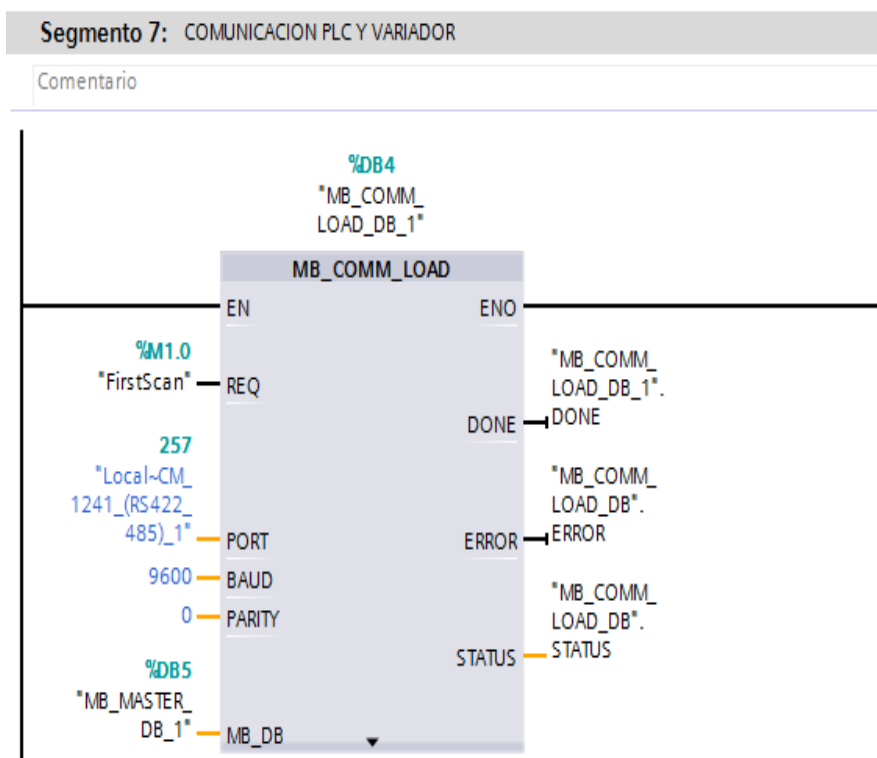 Segmento 7: COMUNICACION PLC Y VARIADOR
Comentario
%DB4
"MB_COMM_
LOAD_DB_1"
MB_COMM_LOAD
EN
ENO
%M1.0
"FirstScan"
REQ
"MB_COMM_
LOAD_DB_1".
DONE
DONE
257
"Local~CM_
1241_(RS422_
485)_1"
PORT
"MB_COMM_
LOAD_DB".
ERROR
ERROR
9600
BAUD
0
PARITY
"MB_COMM_
LOAD_DB".
STATUS
STATUS
%DB5
"MB_MASTER_
DB_1"
MB_DB